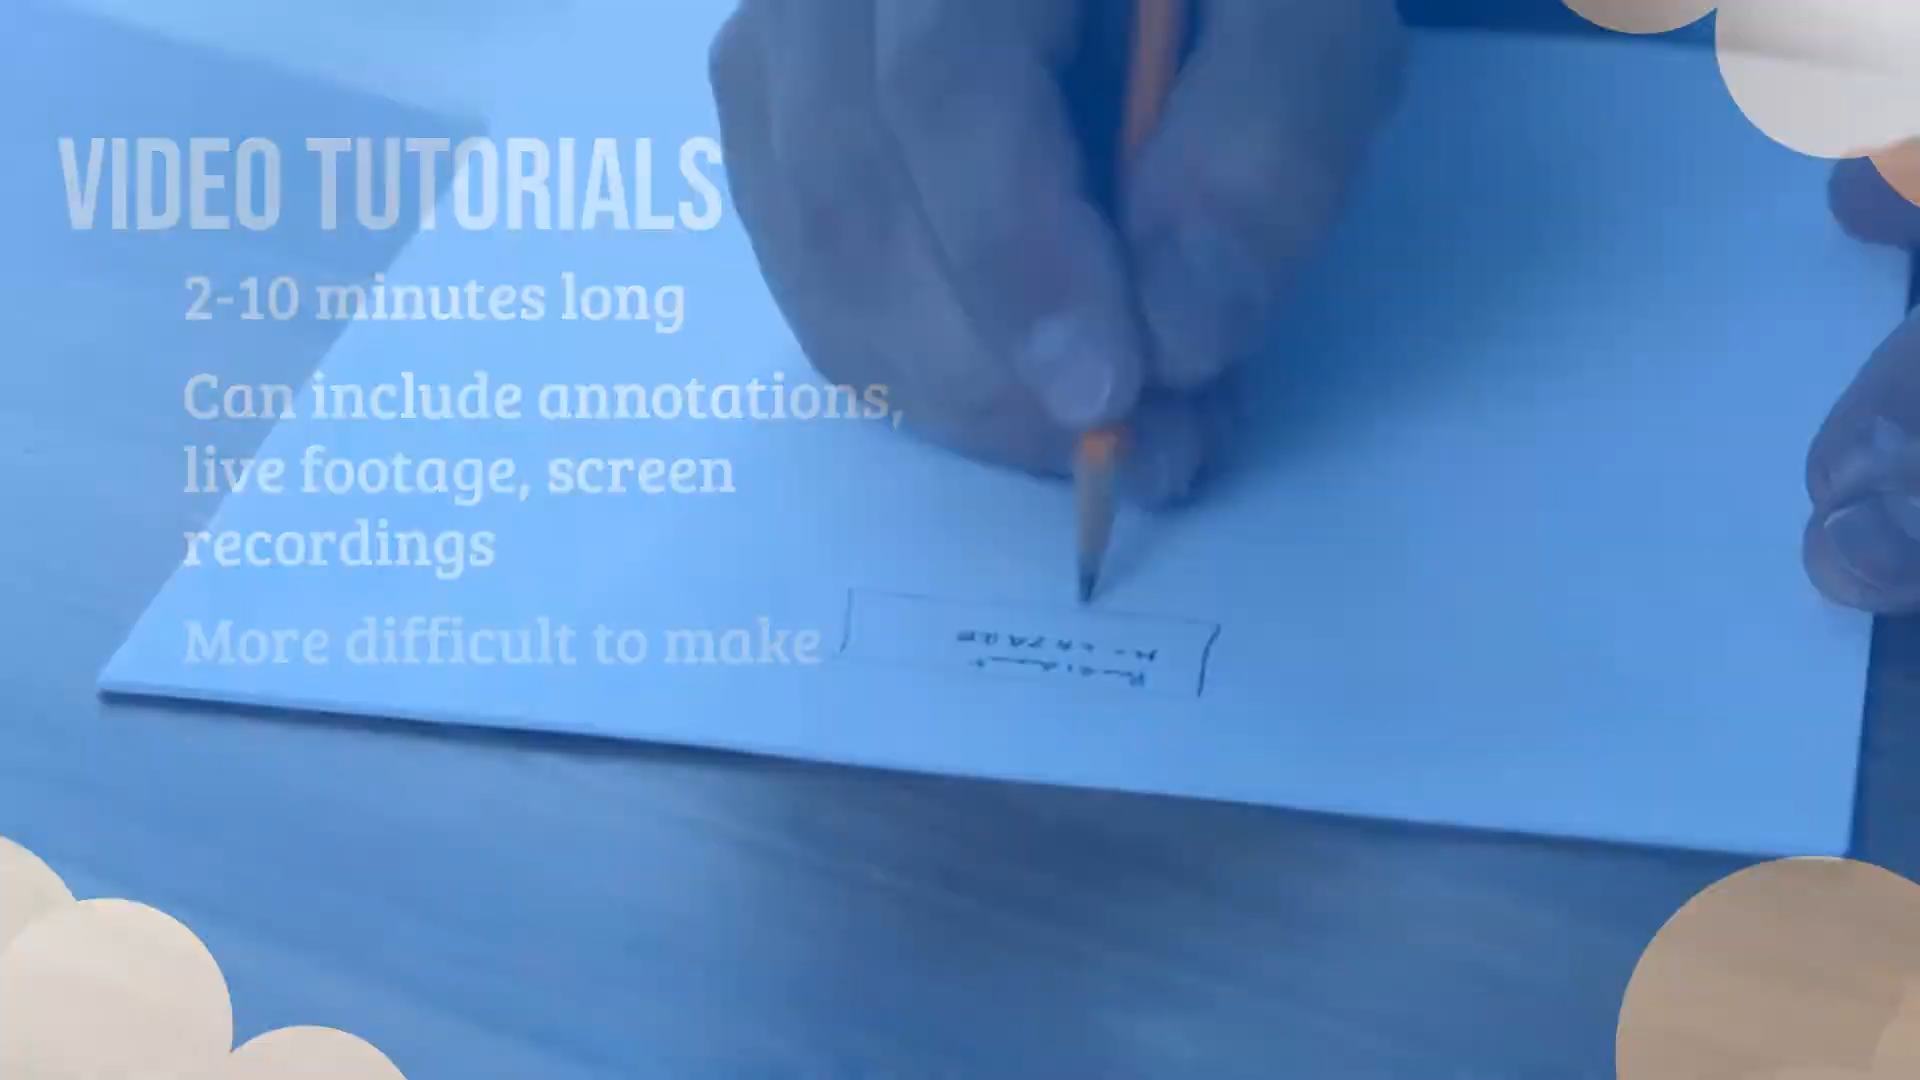 VIDEO TUTORIALS
2-10 minutes long
Can include annotations,
live footage, screen
recordings
More difficult to make